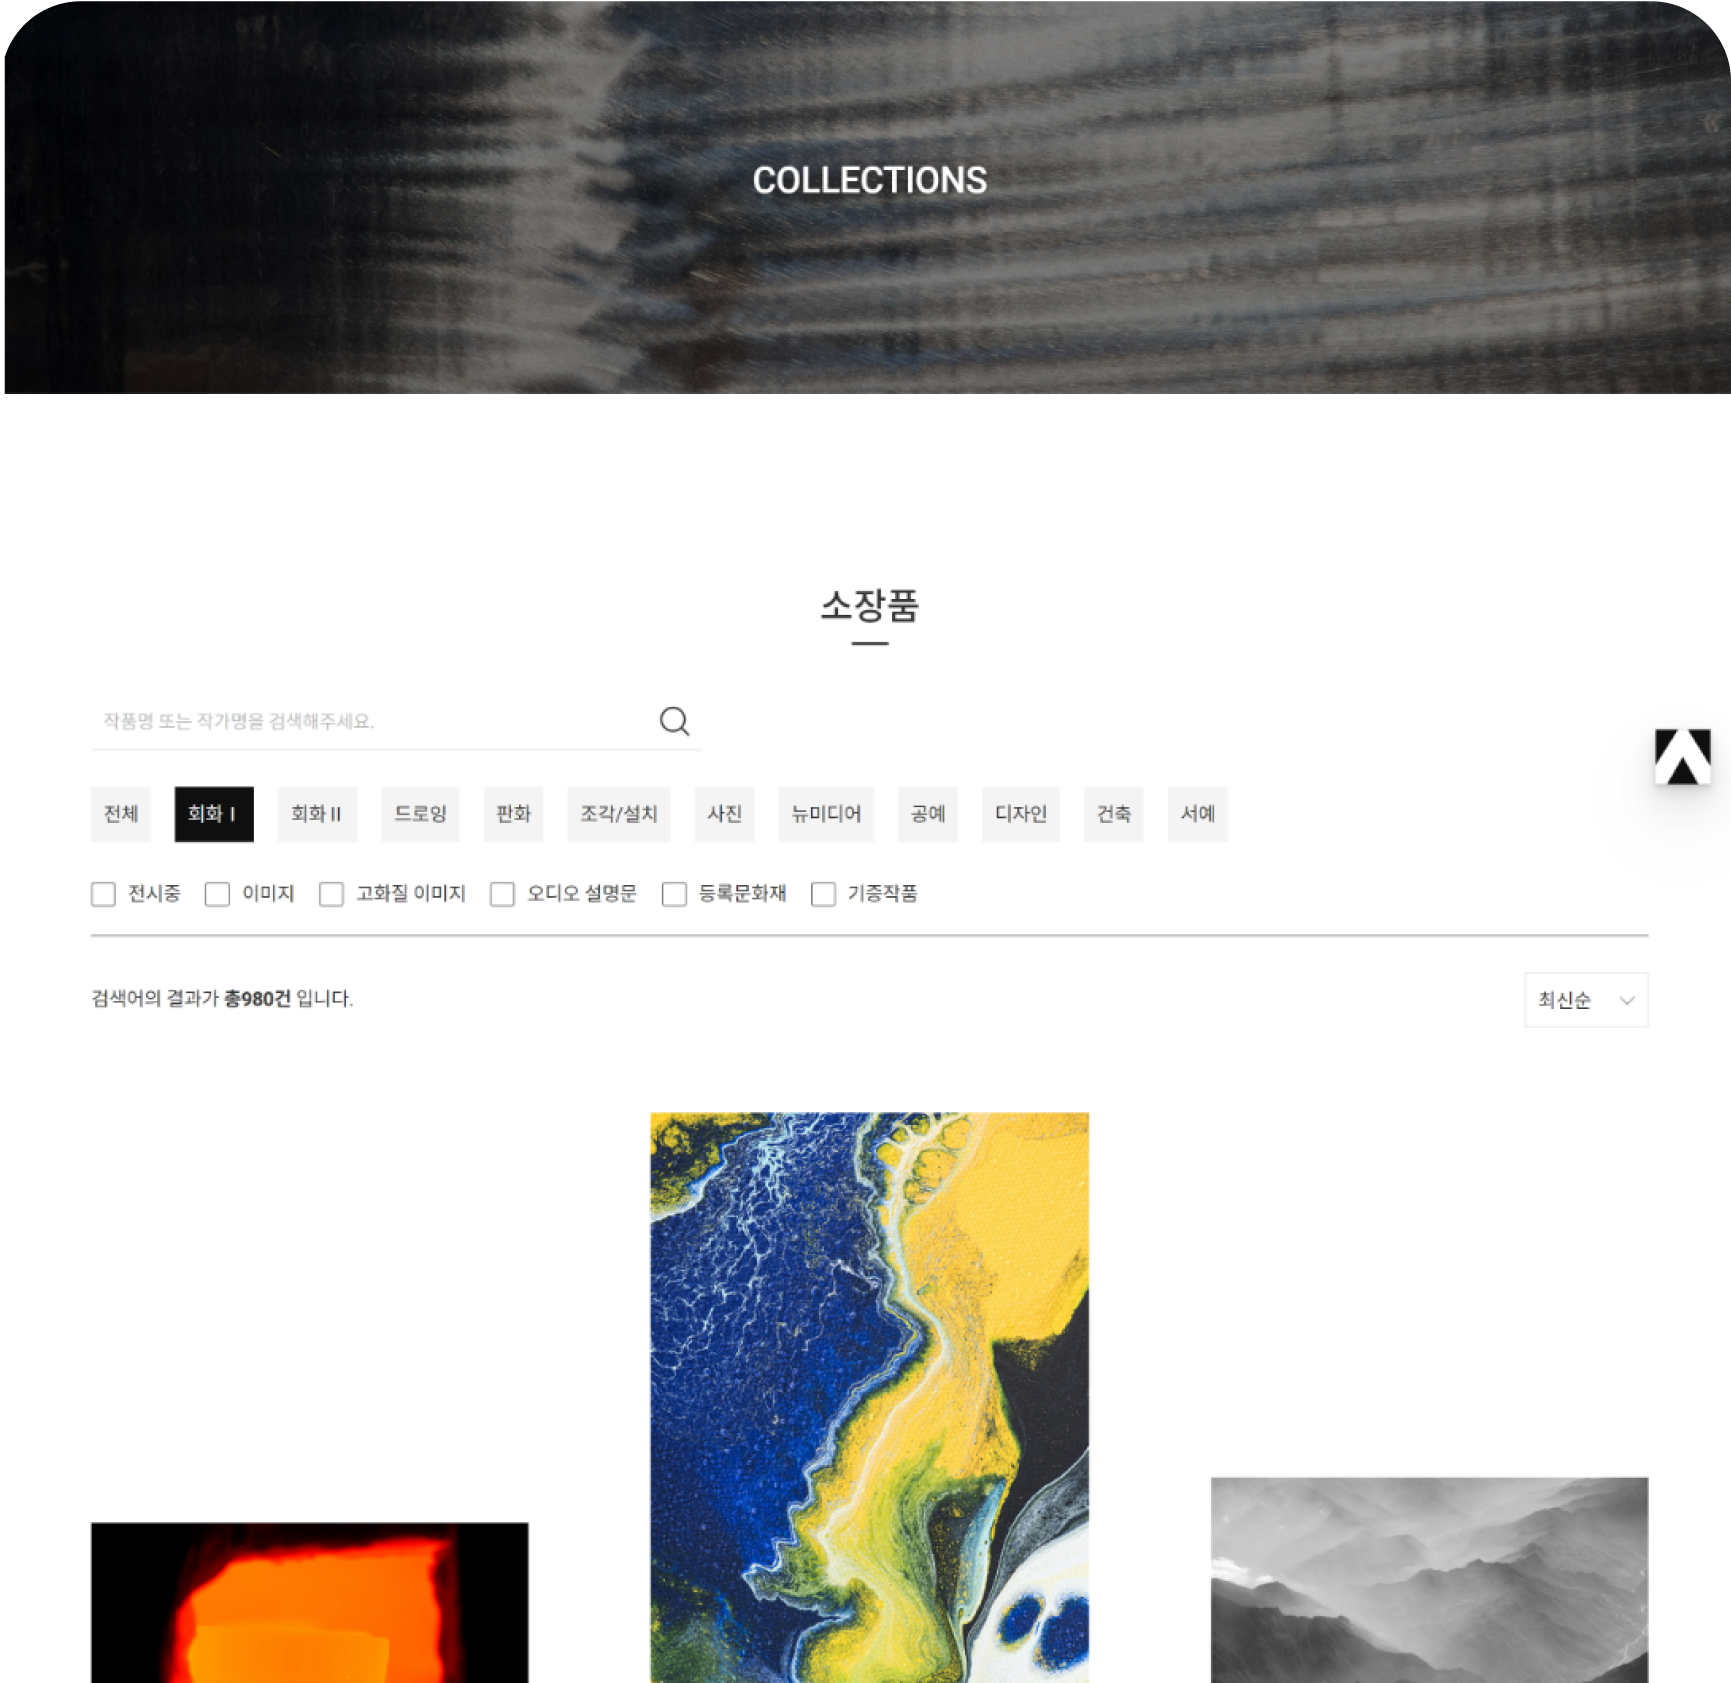 COLLECTIONS
소장품
작품명 또는 작가명을 검색해주세요.
전체 회화 I 회화 II 드로잉 판화 조각/설치 사진 뉴미디어 공예 디자인 건축 서예
전시중 이미지 고화질 이미지 오디오 설명문 등록문화재 기증작품
검색어의 결과가 총980건 입니다. 최신순